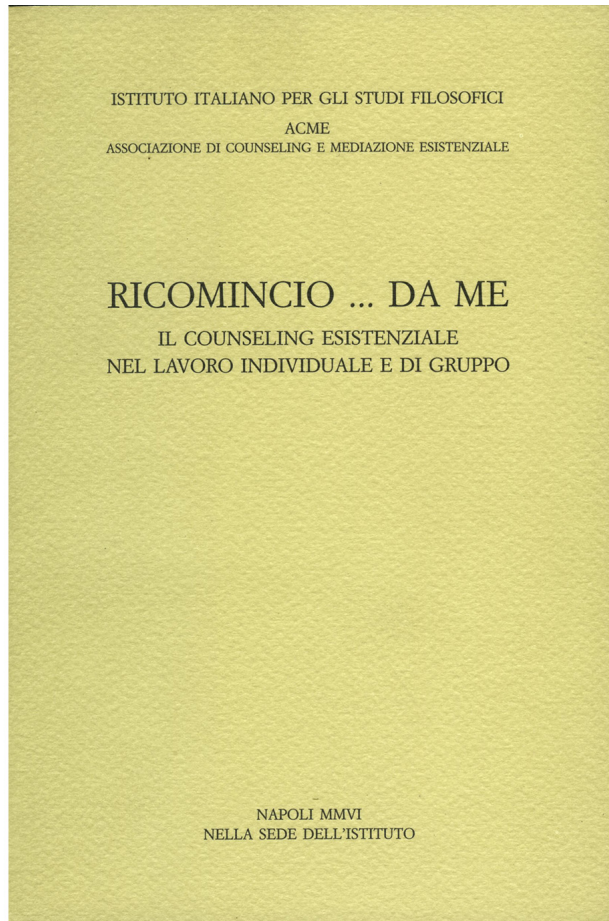 ISTITUTO ITALIANO PER GLI STUDI FILOSOFICI
ACME
ASSOCIAZIONE DI COUNSELING E MEDIAZIONE ESISTENZIALE
RICOMINCIO ... DA ME
IL COUNSELING ESISTENZIALE
NEL LAVORO INDIVIDUALE E DI GRUPPO
NAPOLI MMVI
NELLA SEDE DELL'ISTITUTO